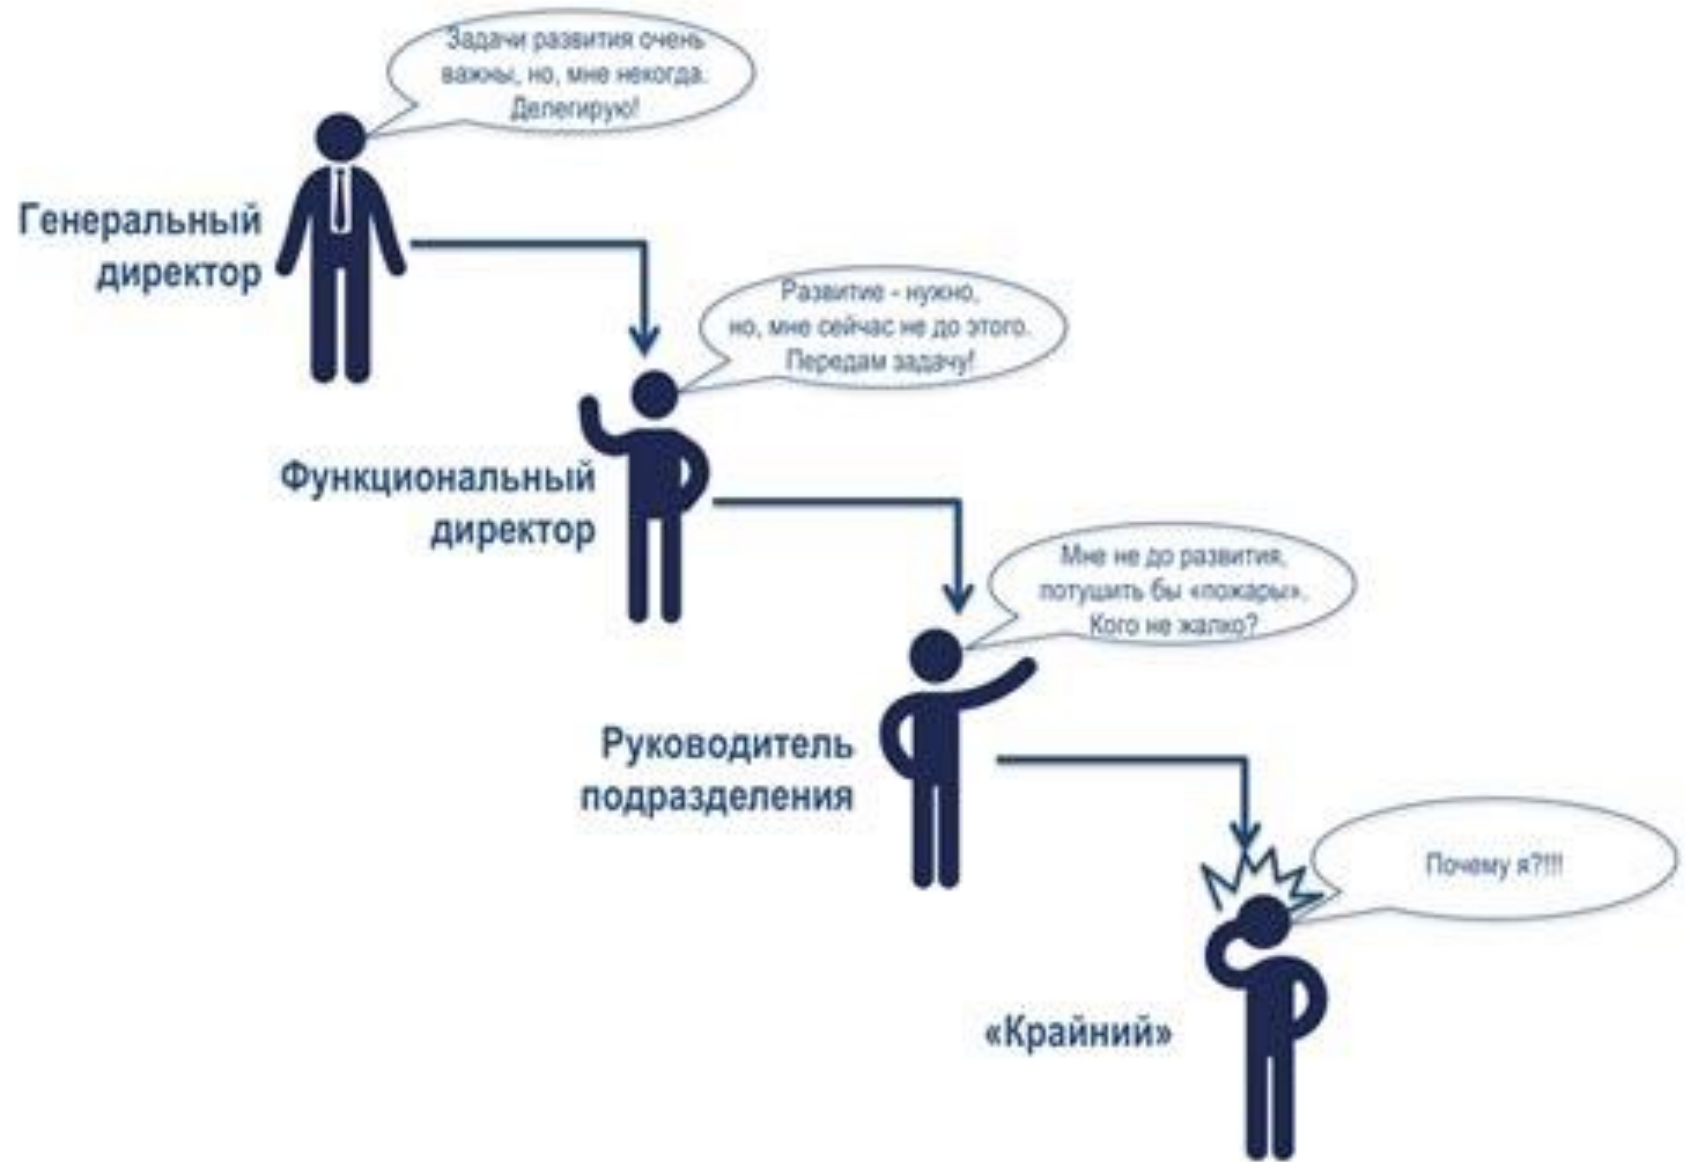 Задачи развития очень
важны, но, мне некогда.
Делегирую!
Генеральный
директор
Развитие - нужно,
но, мне сейчас не до этого.
Передам задачу!
Функциональный
директор
Мне не до развития,
потушить бы «пожары».
Кого не жалко?
Руководитель
подразделения
Почему я?!!!
«Крайний»